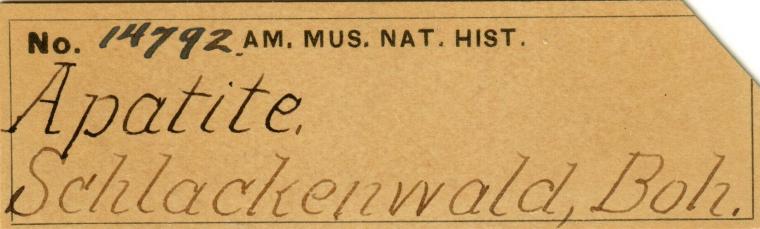 No. 14792 AM. MUS. NAT. HIST.
Apatite.
Schlackenwald, Boh.